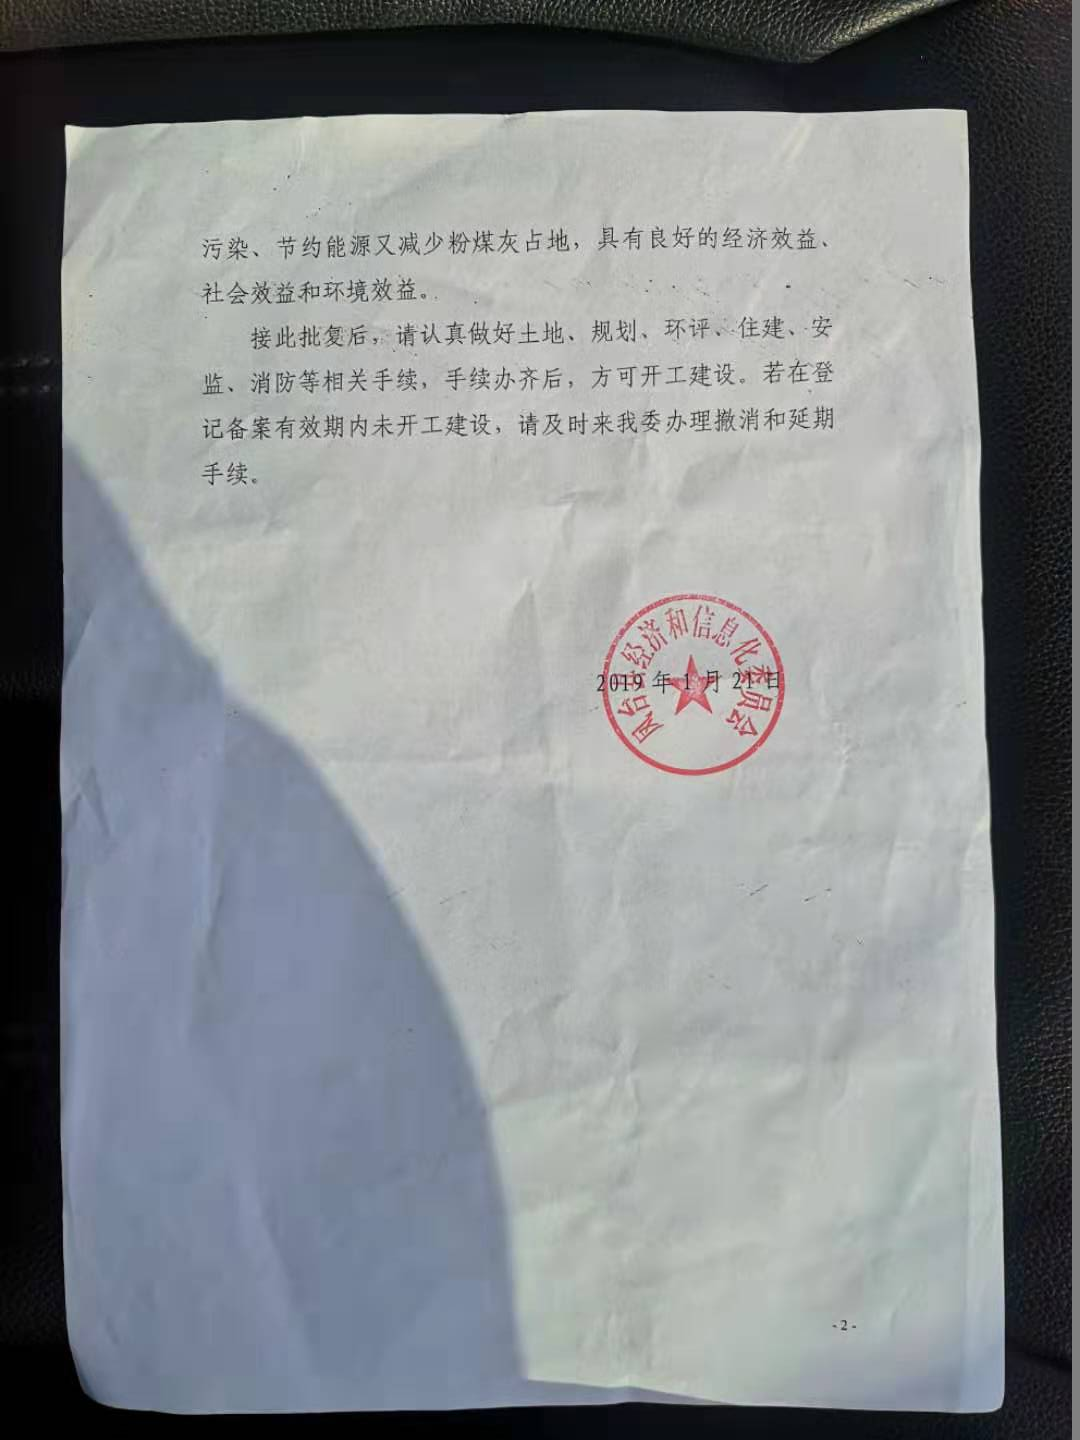 污染、节约能源又减少粉煤灰占地，具有良好的经济效益、
社会效益和环境效益。
接此批复后，请认真做好土地、规划、环评、住建、安
监、消防等相关手续，手续办齐后，方可开工建设。若在登
记备案有效期内未开工建设，请及时来我委办理撤消和延期
手续。
凤台县经济和信息化委员会
2019 年 1 月 21 日
- 2 -